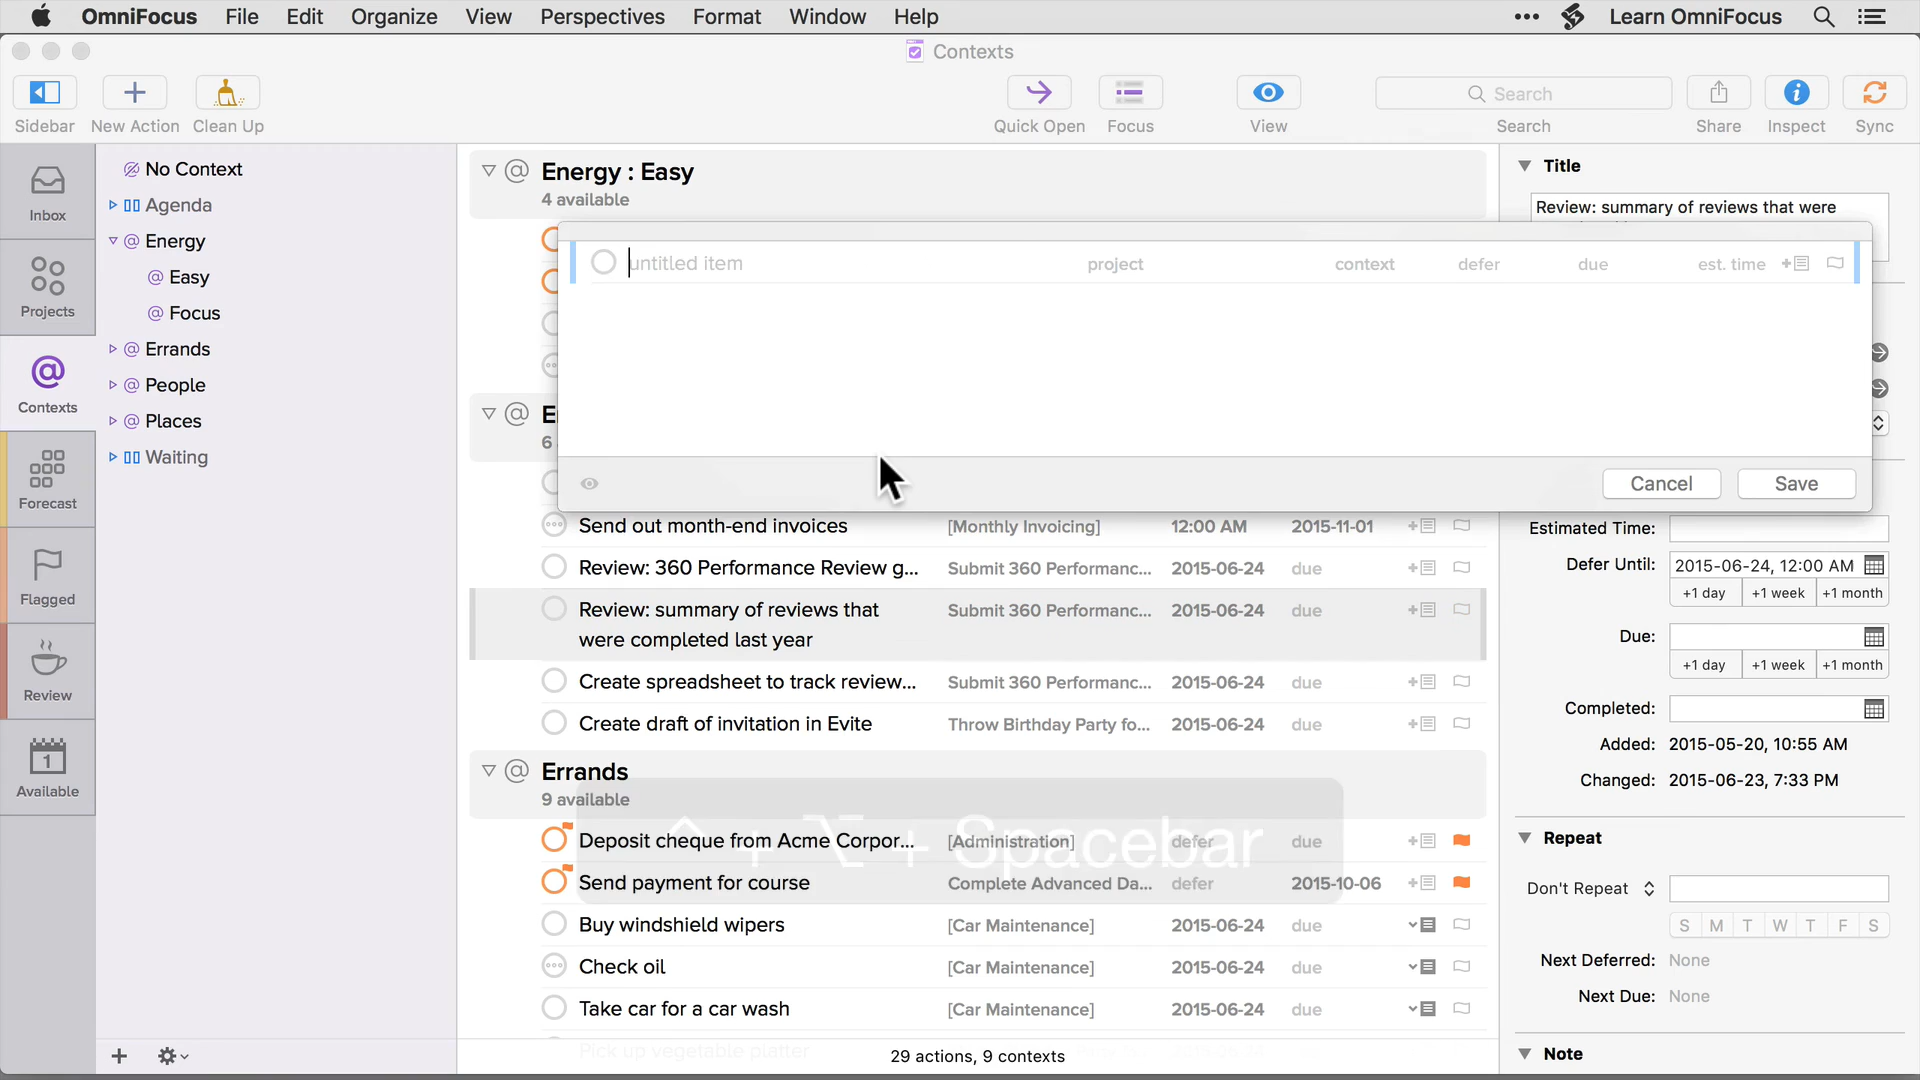 OmniFocus File Edit Organize View Perspectives Format Window Help Learn OmniFocus
Contexts
Sidebar New Action Clean Up Quick Open Focus View Search Search Share Inspect Sync
Inbox
Projects
Contexts
Forecast
Flagged
Review
1
Available
No Context
Agenda
Energy
Easy
Focus
Errands
People
Places
Waiting
Energy : Easy
4 available
untitled item project context defer due est. time
Cancel Save
E
6
Send out month-end invoices [Monthly Invoicing] 12:00 AM 2015-11-01
Review: 360 Performance Review g... Submit 360 Performanc... 2015-06-24 due
Review: summary of reviews that Submit 360 Performanc... 2015-06-24 due
were completed last year
Create spreadsheet to track review... Submit 360 Performanc... 2015-06-24 due
Create draft of invitation in Evite Throw Birthday Party fo... 2015-06-24 due
Errands
9 available
Deposit cheque from Acme Corpor... [Administration] defer due
^ + ⌥ + Spacebar
Send payment for course Complete Advanced Da... defer 2015-10-06
Buy windshield wipers [Car Maintenance] 2015-06-24 due
Check oil [Car Maintenance] 2015-06-24 due
Take car for a car wash [Car Maintenance] 2015-06-24 due
Pick up vegetable platter
29 actions, 9 contexts
Title
Review: summary of reviews that were
Estimated Time:
Defer Until: 2015-06-24, 12:00 AM
+1 day +1 week +1 month
Due:
+1 day +1 week +1 month
Completed:
Added: 2015-05-20, 10:55 AM
Changed: 2015-06-23, 7:33 PM
Repeat
Don't Repeat
S M T W T F S
Next Deferred: None
Next Due: None
Note